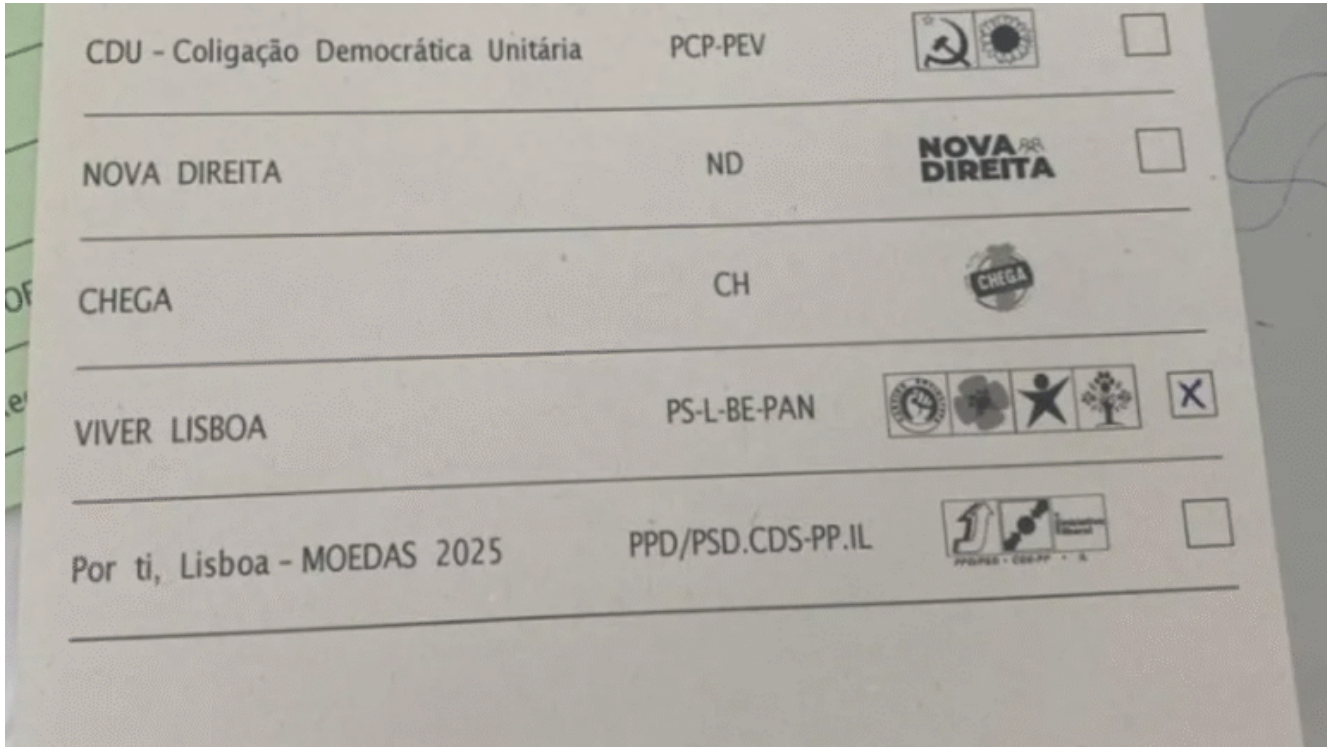 CDU - Coligação Democrática Unitária PCP-PEV
NOVA DIREITA ND NOVA DIREITA
CHEGA CH CHEGA
VIVER LISBOA PS-L-BE-PAN X
Por ti, Lisboa - MOEDAS 2025 PPD/PSD.CDS-PP.IL